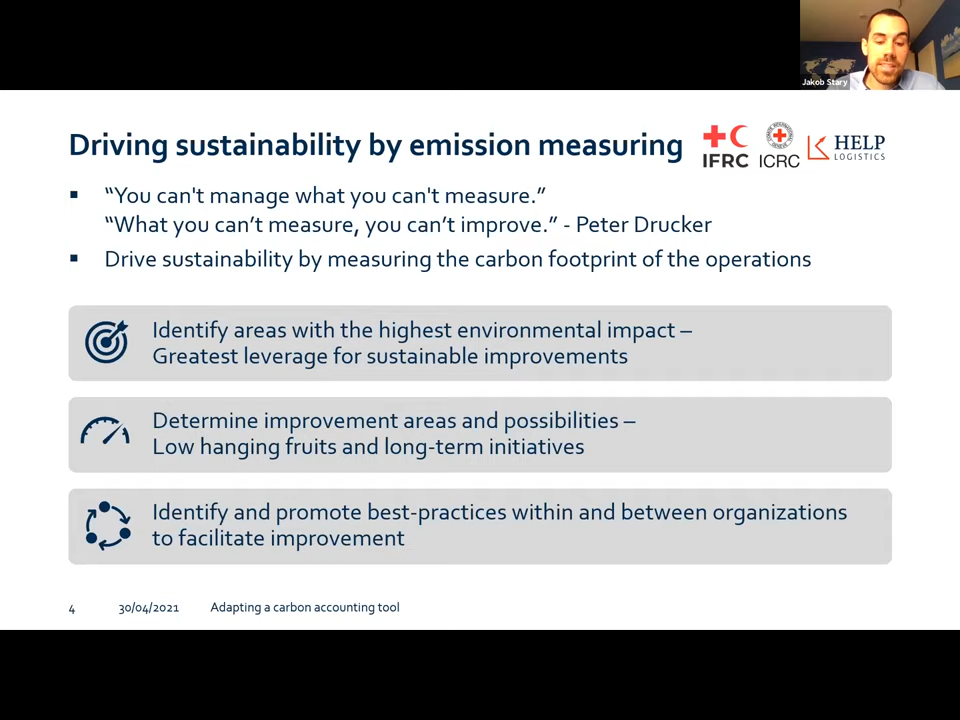 Jakob Stary
Driving sustainability by emission measuring
IFRC
ICRC
HELP
LOGISTICS
▪ “You can't manage what you can't measure.”
“What you can’t measure, you can’t improve.” - Peter Drucker
▪ Drive sustainability by measuring the carbon footprint of the operations
Identify areas with the highest environmental impact –
Greatest leverage for sustainable improvements
Determine improvement areas and possibilities –
Low hanging fruits and long-term initiatives
Identify and promote best-practices within and between organizations
to facilitate improvement
4 30/04/2021 Adapting a carbon accounting tool